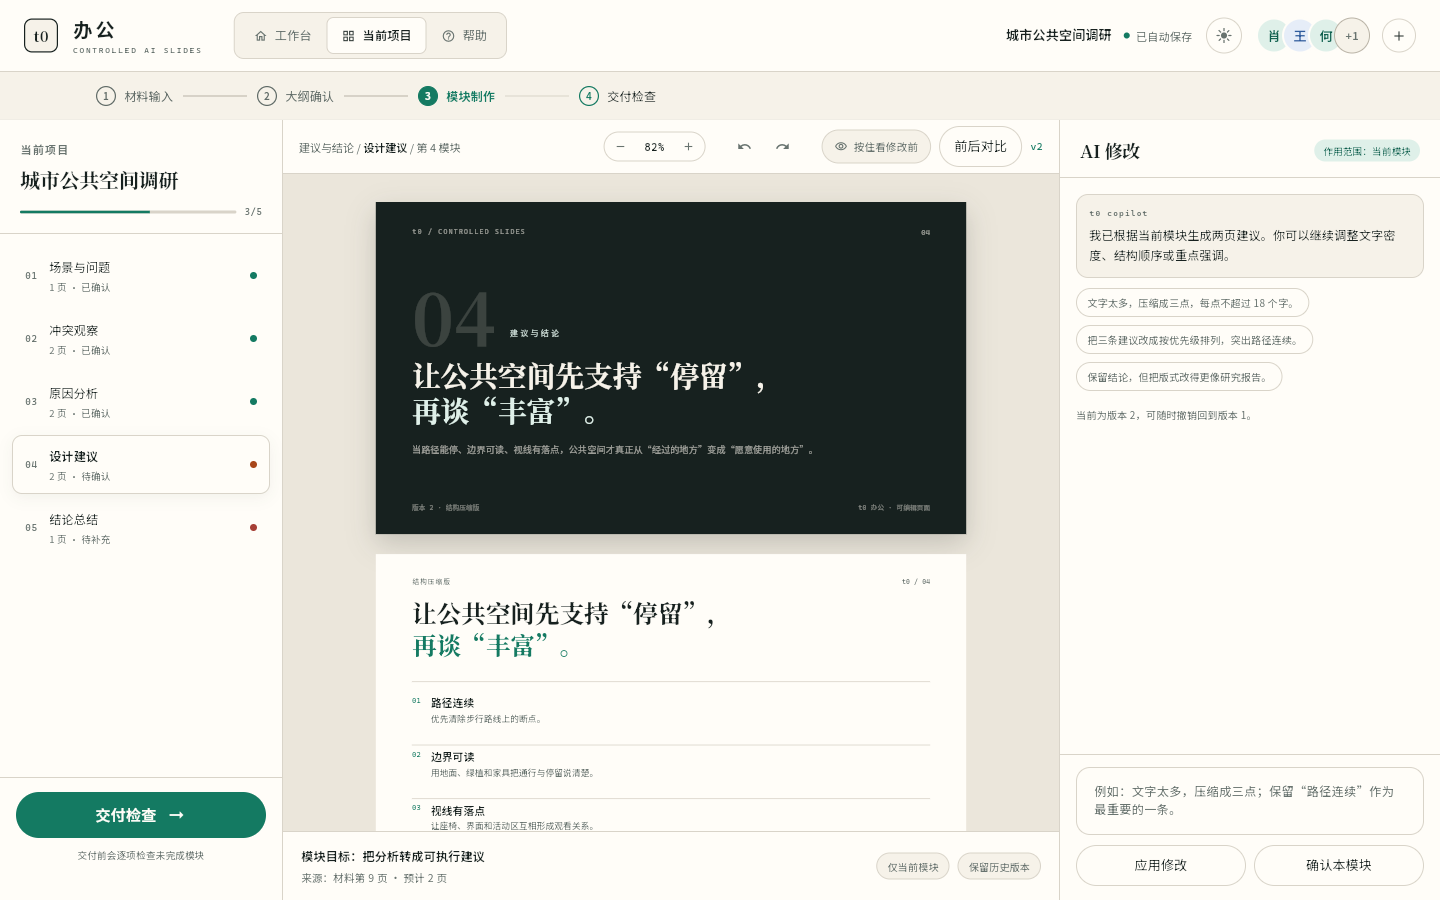 t0
办公
CONTROLLED AI SLIDES
工作台
当前项目
帮助
城市公共空间调研
已自动保存
肖
王
何
+1
1
材料输入
2
大纲确认
3
模块制作
4
交付检查
当前项目
城市公共空间调研
3/5
01
场景与问题
1 页 · 已确认
02
冲突观察
2 页 · 已确认
03
原因分析
2 页 · 已确认
04
设计建议
2 页 · 待确认
05
结论总结
1 页 · 待补充
交付检查 →
交付前会逐项检查未完成模块
建议与结论 / 设计建议 / 第 4 模块
82%
按住看修改前
前后对比
v2
t0 / CONTROLLED SLIDES
04
04
建议与结论
让公共空间先支持“停留”，
再谈“丰富”。
当路径能停、边界可读、视线有落点，公共空间才真正从“经过的地方”变成“愿意使用的地方”。
版本 2 · 结构压缩版
t0 办公 · 可编辑页面
结构压缩版
t0 / 04
让公共空间先支持“停留”，
再谈“丰富”。
01
路径连续
优先清除步行路线上的断点。
02
边界可读
用地面、绿植和家具把通行与停留说清楚。
03
视线有落点
让座椅、界面和活动区互相形成观看关系。
模块目标：把分析转成可执行建议
来源：材料第 9 页 · 预计 2 页
仅当前模块
保留历史版本
AI 修改
作用范围：当前模块
t0 copilot
我已根据当前模块生成两页建议。你可以继续调整文字密
度、结构顺序或重点强调。
文字太多，压缩成三点，每点不超过 18 个字。
把三条建议改成按优先级排列，突出路径连续。
保留结论，但把版式改得更像研究报告。
当前为版本 2，可随时撤销回到版本 1。
例如：文字太多，压缩成三点；保留“路径连续”作为
最重要的一条。
应用修改
确认本模块